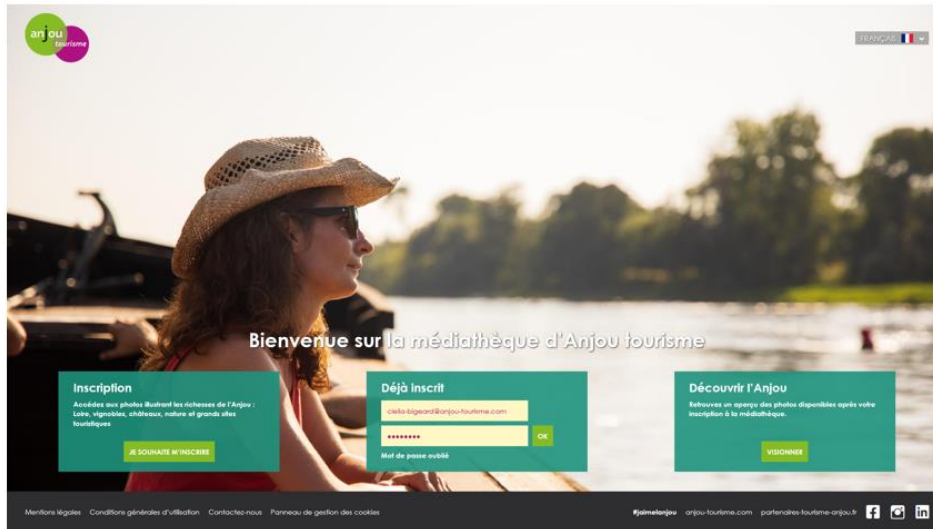 anjou
tourisme
FRANÇAIS
Bienvenue sur la médiathèque d'Anjou tourisme
Inscription
Accédez aux photos illustrant les richesses de l'Anjou :
Loire, vignobles, châteaux, nature et grands sites
touristiques
JE SOUHAITE M'INSCRIRE
Déjà inscrit
clelia-bigeard@anjou-tourisme.com
••••••••
OK
Mot de passe oublié
Découvrir l'Anjou
Retrouvez un aperçu des photos disponibles après votre
inscription à la médiathèque.
VISIONNER
Mentions légales Conditions générales d'utilisation Contactez-nous Panneau de gestion des cookies #jaimelanjou anjou-tourisme.com partenaires-tourisme-anjou.fr